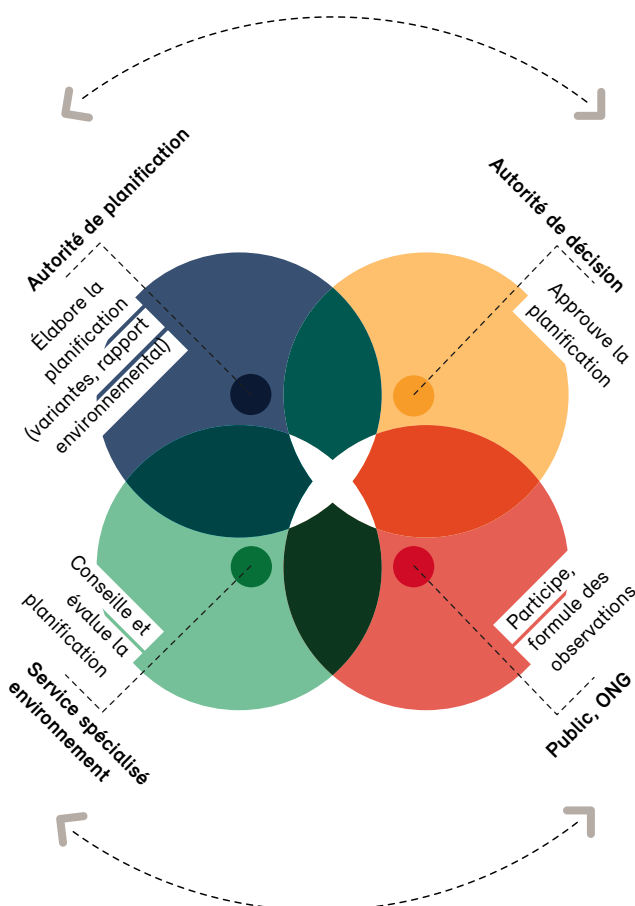 Autorité de planification
Élabore la
planification
(variantes, rapport
environnemental)
Autorité de décision
Approuve la
planification
Conseille et
évalue la
planification
Service spécialisé
environnement
Participe,
formule des
observations
Public, ONG